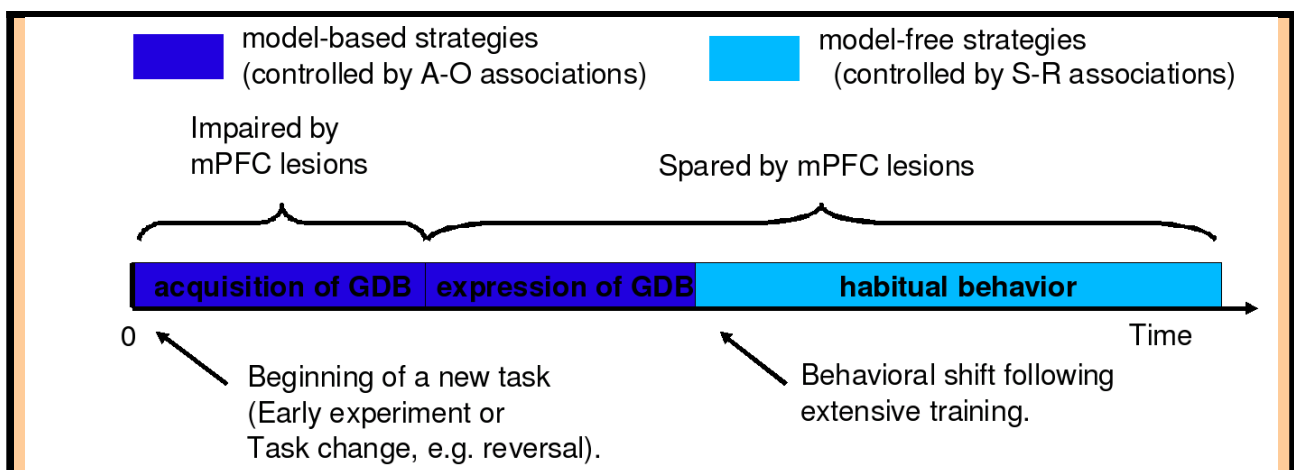 model-based strategies
(controlled by A-O associations)
model-free strategies
(controlled by S-R associations)
Impaired by
mPFC lesions
Spared by mPFC lesions
acquisition of GDB
expression of GDB
habitual behavior
0
Time
Beginning of a new task
(Early experiment or
Task change, e.g. reversal).
Behavioral shift following
extensive training.